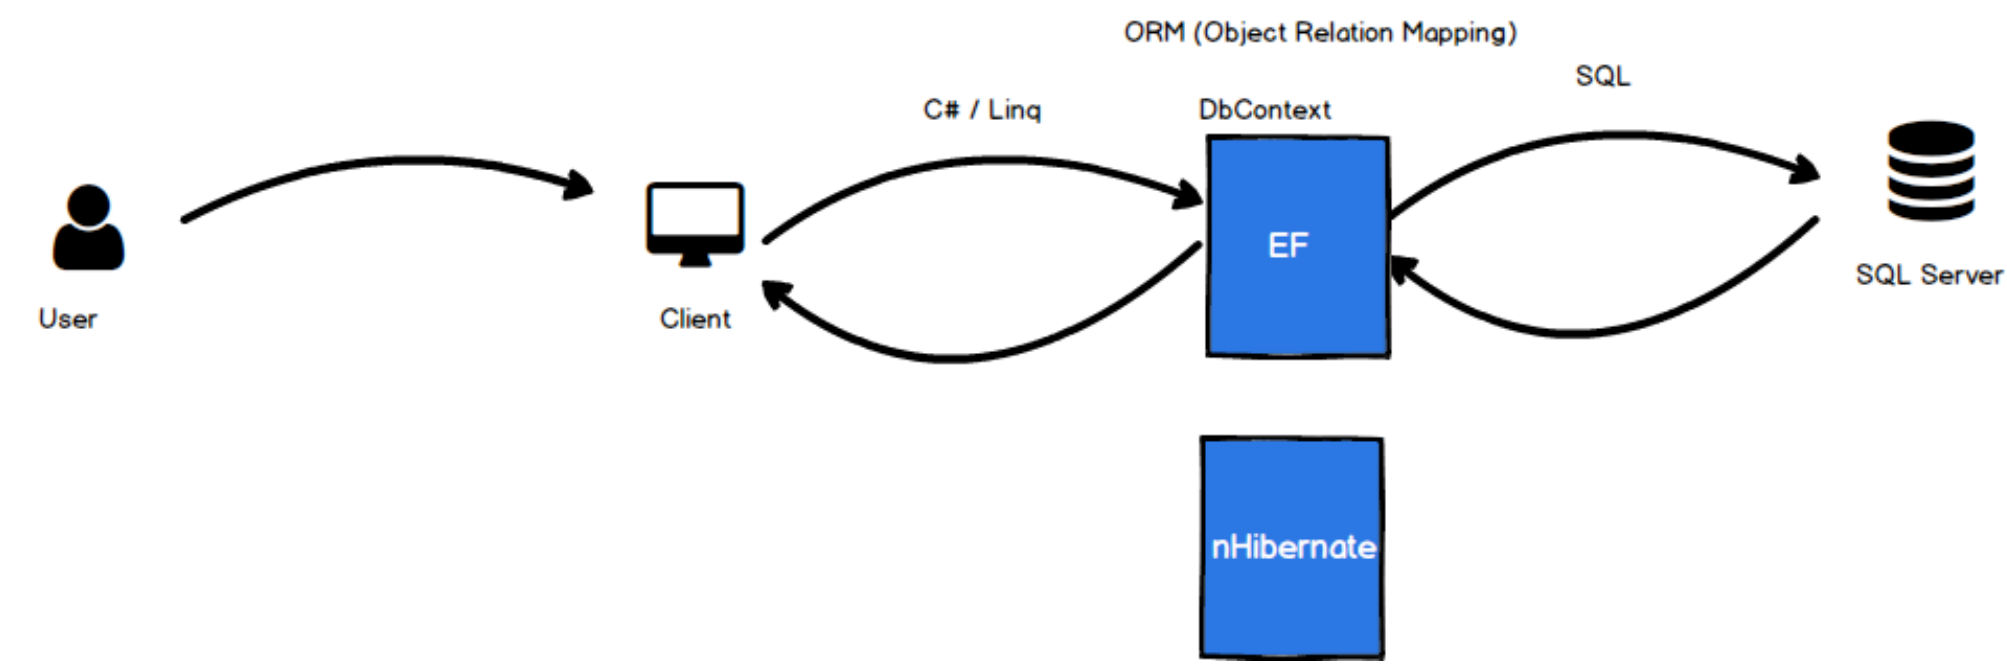 ORM (Object Relation Mapping)
SQL
C# / Linq
DbContext
EF
SQL Server
User
Client
nHibernate